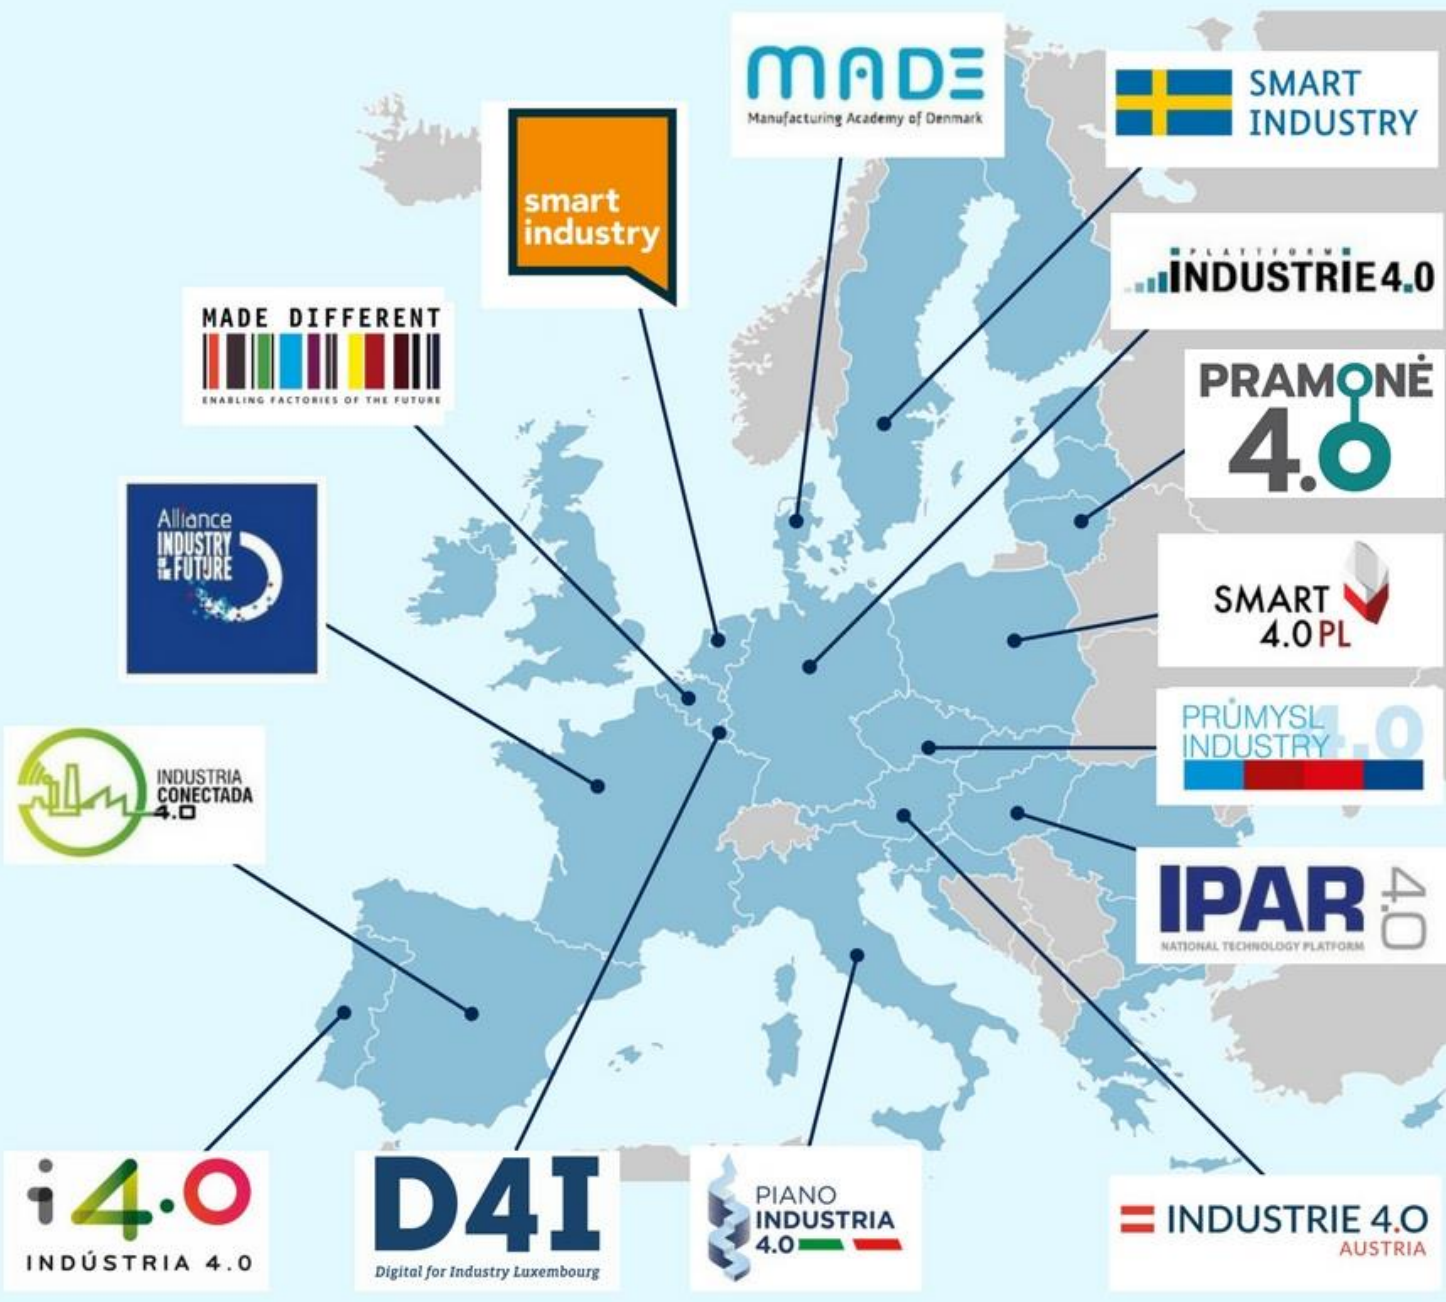 MADE
Manufacturing Academy of Denmark
SMART
INDUSTRY
smart
industry
PLATTFORM
INDUSTRIE4.0
MADE DIFFERENT
ENABLING FACTORIES OF THE FUTURE
PRAMONĖ
4.0
Alliance
INDUSTRY
OF THE FUTURE
SMART
4.0PL
PRŮMYSL
INDUSTRY 4.0
INDUSTRIA
CONECTADA
4.0
IPAR 4.0
NATIONAL TECHNOLOGY PLATFORM
i4.0
INDÚSTRIA 4.0
D4I
Digital for Industry Luxembourg
PIANO
INDUSTRIA
4.0
INDUSTRIE 4.0
AUSTRIA